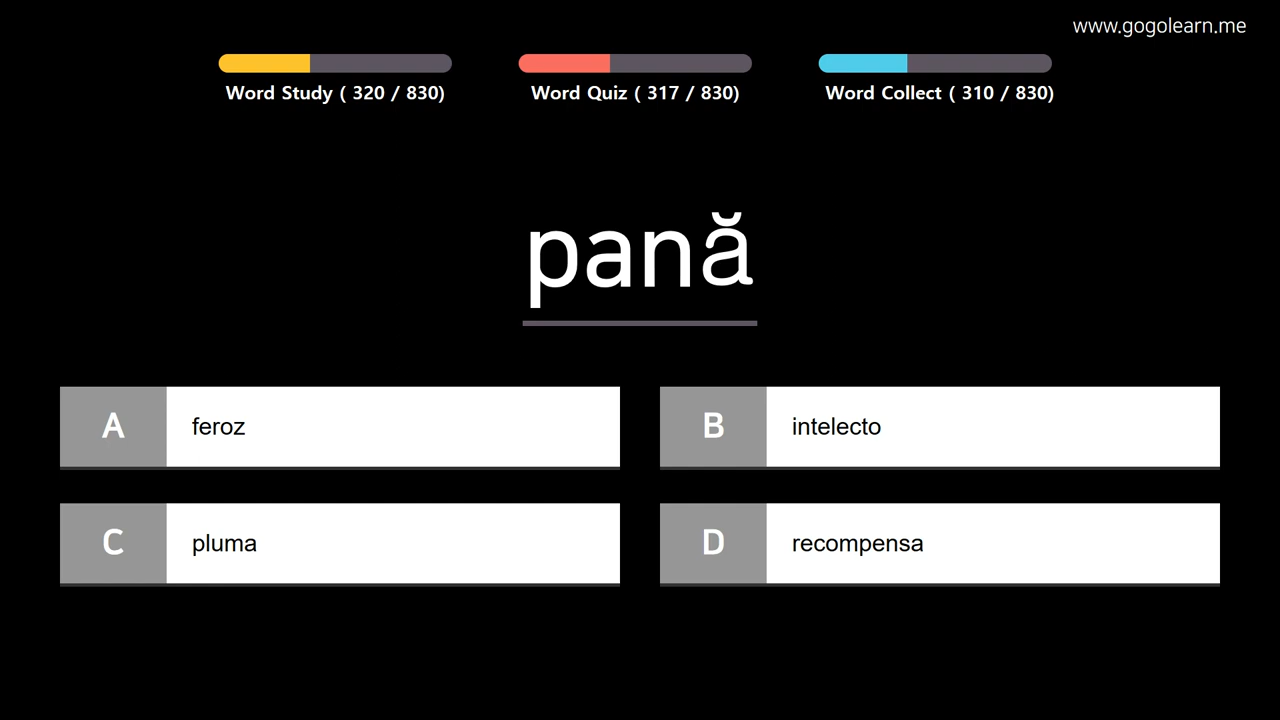 www.gogolearn.me
Word Study ( 320 / 830)
Word Quiz ( 317 / 830)
Word Collect ( 310 / 830)
pană
A feroz
B intelecto
C pluma
D recompensa